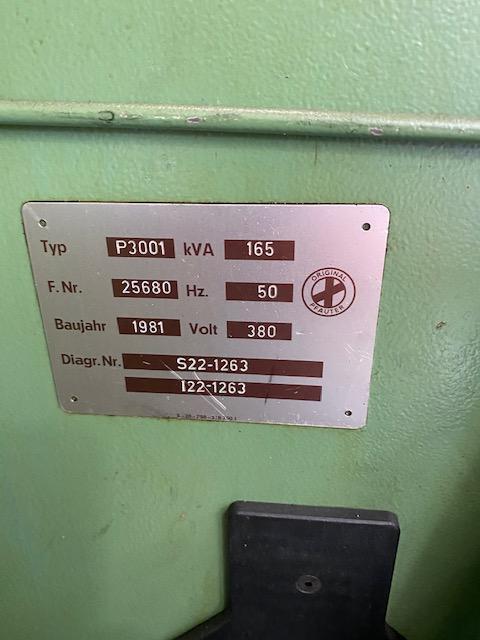 Typ P3001 kVA 165
F.Nr. 25680 Hz. 50
ORIGINAL PFAUTER
Baujahr 1981 Volt 380
Diagr.Nr. S22-1263
I22-1263